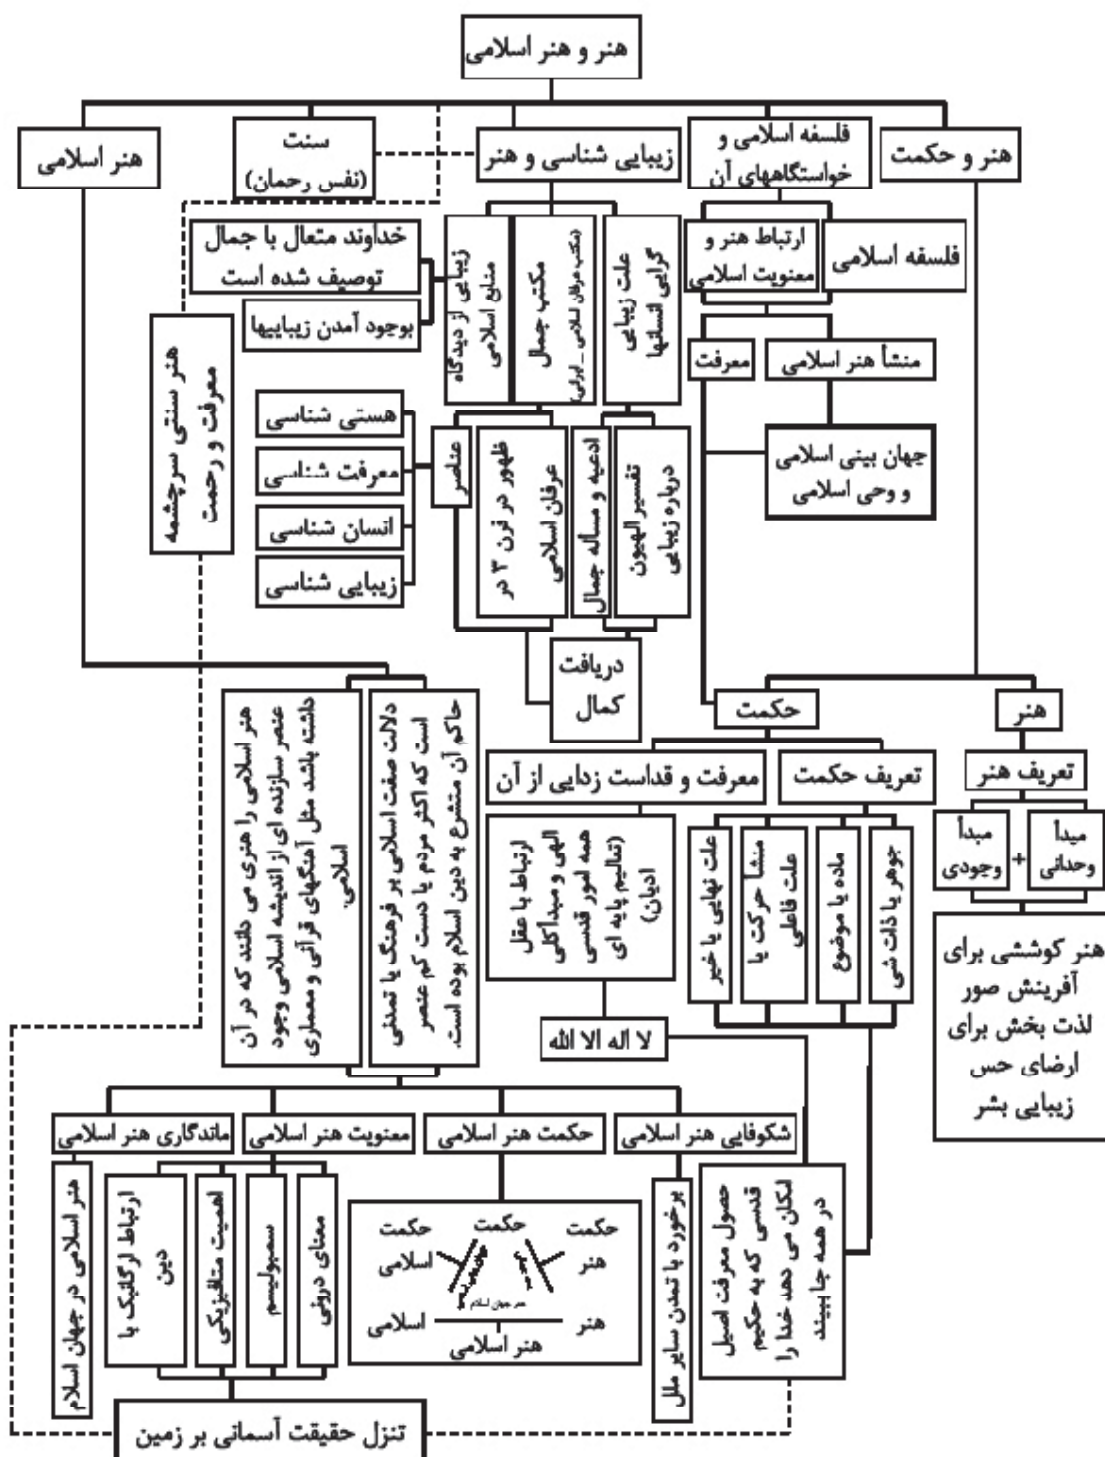 هنر و هنر اسلامی
هنر و حکمت
فلسفه اسلامی و
خواستگاههای آن
زیبایی شناسی و هنر
سنت
(نفس رحمان)
هنر اسلامی
فلسفه اسلامی
ارتباط هنر و
معنویت اسلامی
علت زیبایی
گرایی انسانها
مکتب جمال
(مکتب عرفان اسلامی _ ایرانی)
زیبایی از دیدگاه
منابع اسلامی
خداوند متعال با جمال
توصیف شده است
بوجود آمدن زیباییها
منشأ هنر اسلامی
معرفت
جهان بینی اسلامی
و وحی اسلامی
هنر سنتی سرچشمه
معرفت و رحمت
درباره زیبایی
تفسیر الهیون
ادعیه و مسأله جمال
ظهور در قرن ۳ در
عرفان اسلامی
عناصر
هستی شناسی
معرفت شناسی
انسان شناسی
زیبایی شناسی
دریافت
کمال
هنر
حکمت
تعریف هنر
مبدأ
وحدانی
+
مبدأ
وجودی
هنر کوششی برای
آفرینش صور
لذت بخش برای
ارضای حس
زیبایی بشر
تعریف حکمت
معرفت و قداست زدایی از آن
جوهر یا ذات شی
ماده یا موضوع
منشأ حرکت یا
علت فاعلی
علت نهایی یا خیر
ارتباط با عقل
الهی و مبدأکلی
همه امور قدسی
(تنالیم پایه ای
ادیان)
لا اله الا الله
حصول معرفت اصیل
قدسی که به حکیم
امکان می دهد خدا را
در همه جا ببیند
دلالت صفت اسلامی بر فرهنگ یا تمدنی
است که اکثر مردم یا دست کم عنصر
حاکم آن متشرع به دین اسلام بوده است.
هنر اسلامی را هنری می دانند که در آن
عنصر سازنده ای از اندیشه اسلامی وجود
داشته باشد مثل آهنگهای قرآنی و معماری
اسلامی.
شکوفایی هنر اسلامی
حکمت هنر اسلامی
معنویت هنر اسلامی
ماندگاری هنر اسلامی
برخورد با تمدن سایر ملل
حکمت
هنر
حکمت
حکمت
اسلامی
هنر جهان اسلام
هنر
اسلامی
هنر اسلامی
معنای درونی
سمبولیسم
اهمیت متافیزیکی
ارتباط ارگانیک با
دین
هنر اسلامی در جهان اسلام
تنزل حقیقت آسمانی بر زمین